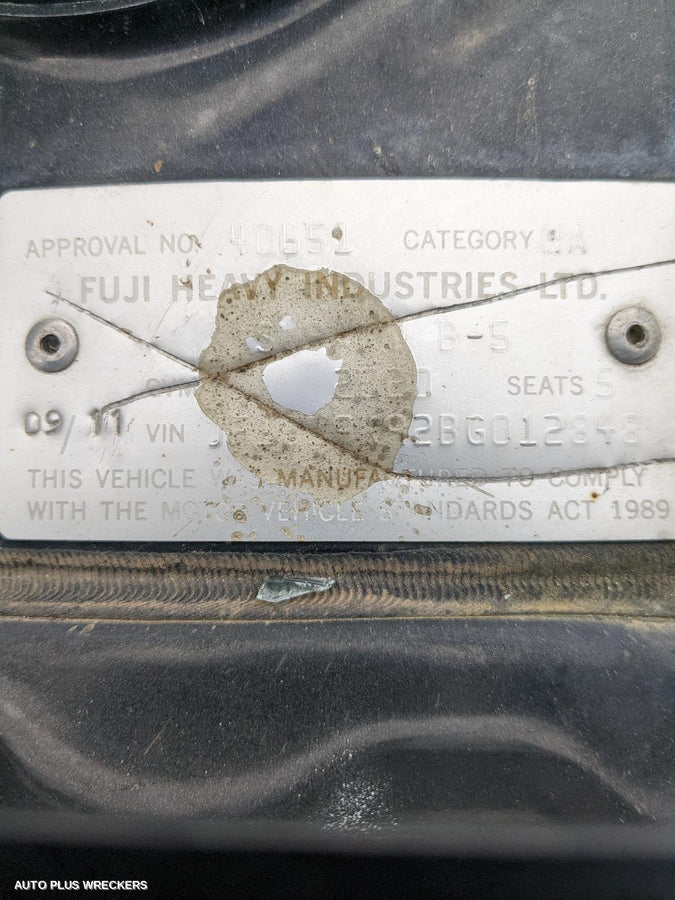 APPROVAL NO. 40651 CATEGORY MA
FUJI HEAVY INDUSTRIES LTD.
B-5
SEATS 5
09/11 VIN 2BG012848
THIS VEHICLE MANUFACTURED TO COMPLY
WITH THE MOTOR VEHICLE STANDARDS ACT 1989
AUTO PLUS WRECKERS